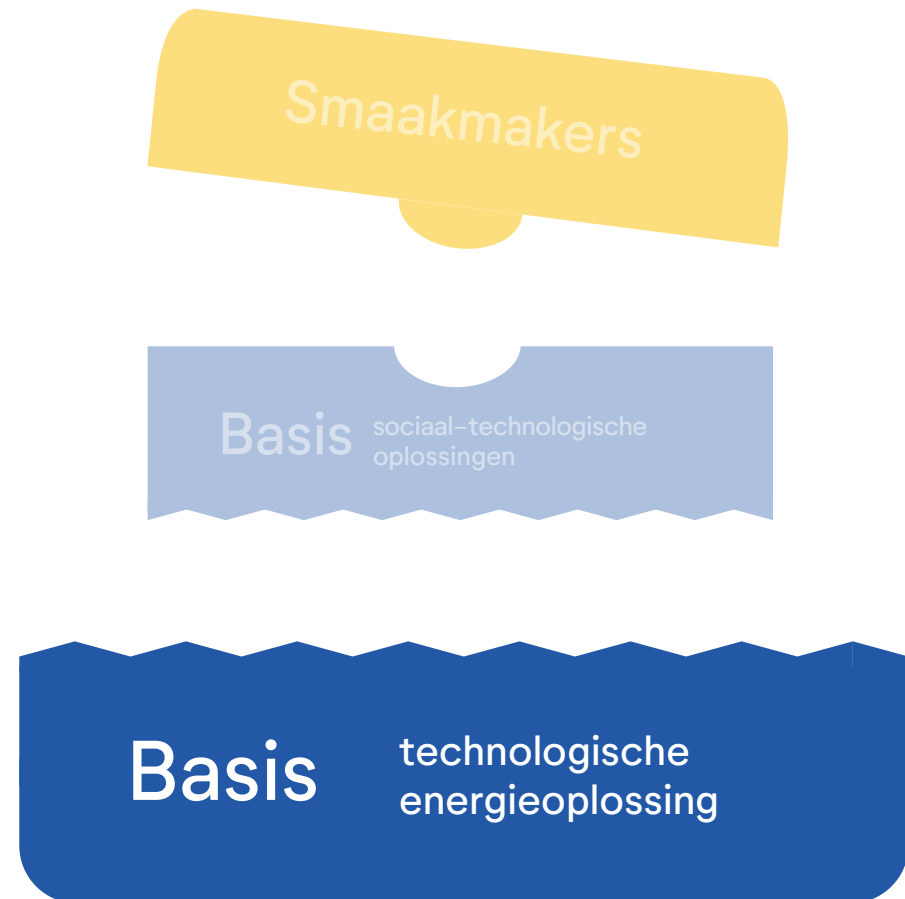 Smaakmakers
Basis
sociaal-technologische
oplossingen
Basis
technologische
energieoplossing